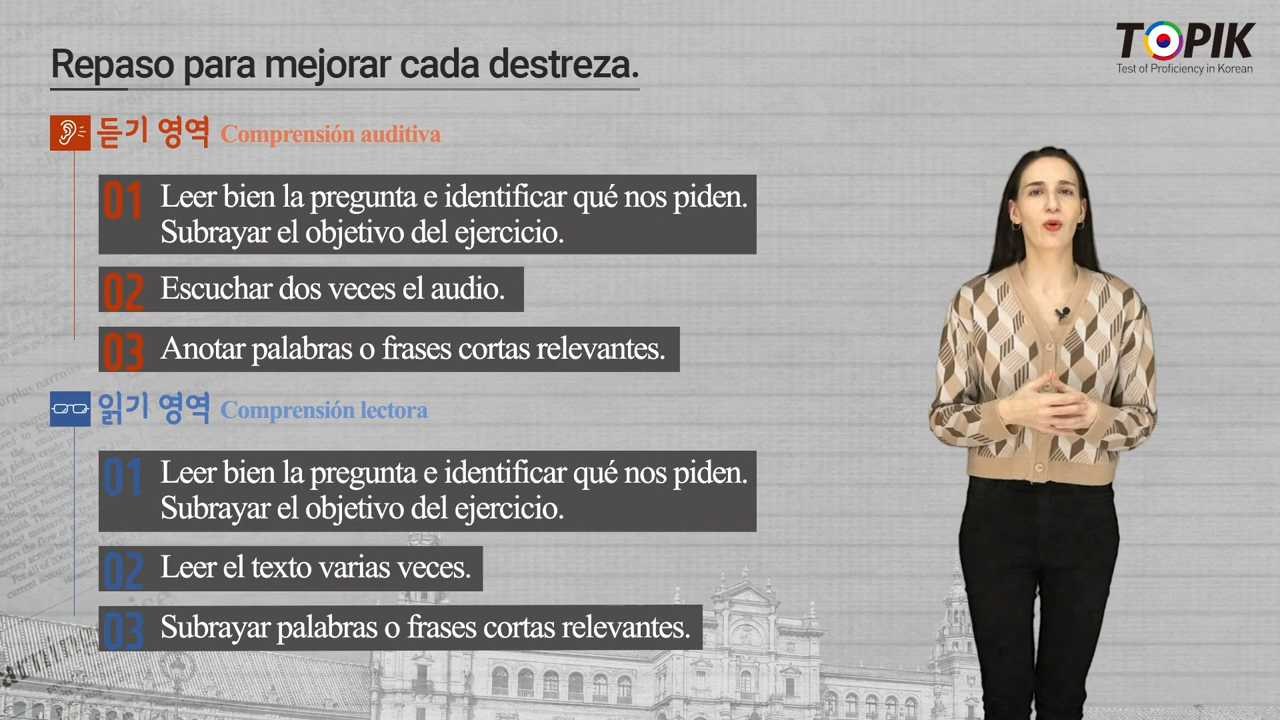 TOPIK
Test of Proficiency in Korean
Repaso para mejorar cada destreza.
듣기 영역 Comprensión auditiva
01 Leer bien la pregunta e identificar qué nos piden.
Subrayar el objetivo del ejercicio.
02 Escuchar dos veces el audio.
03 Anotar palabras o frases cortas relevantes.
읽기 영역 Comprensión lectora
01 Leer bien la pregunta e identificar qué nos piden.
Subrayar el objetivo del ejercicio.
02 Leer el texto varias veces.
03 Subrayar palabras o frases cortas relevantes.